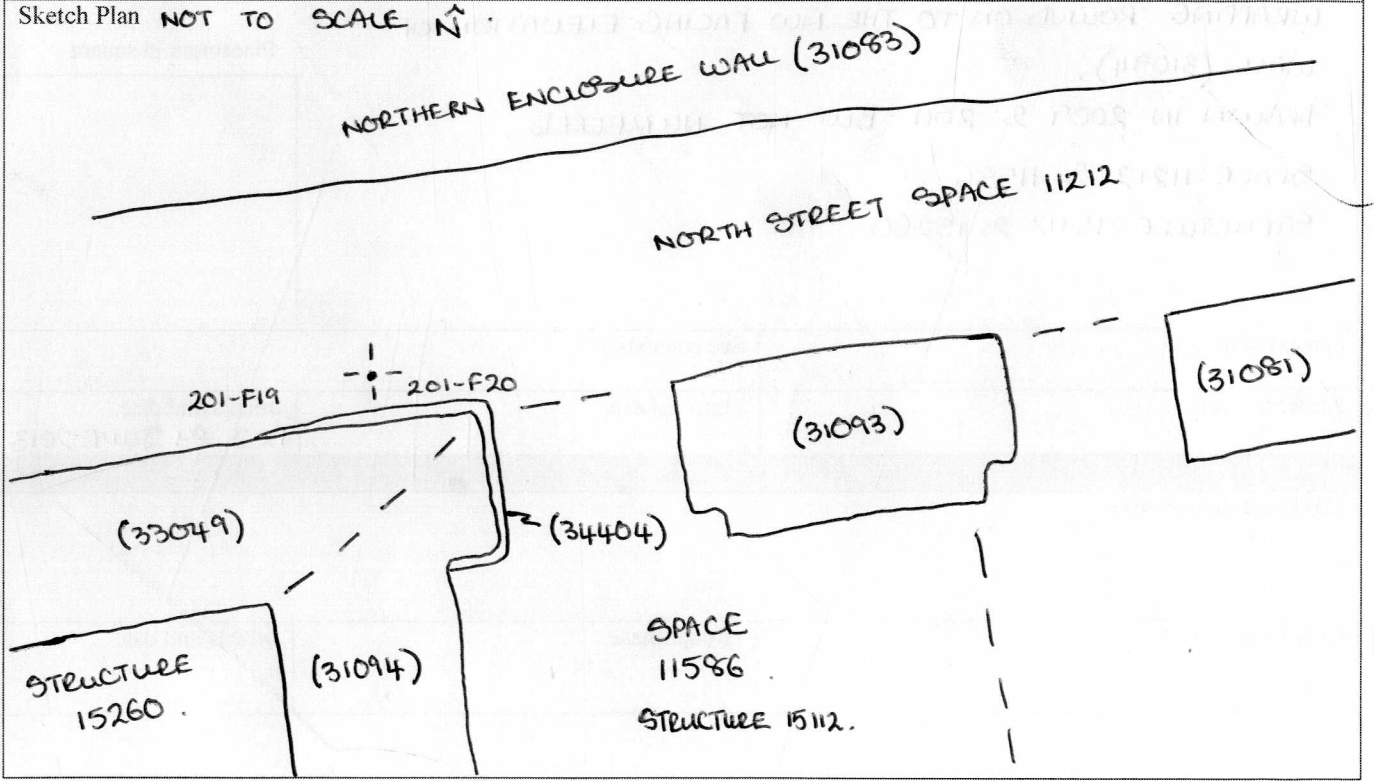 Sketch Plan NOT TO SCALE N
NORTHERN ENCLOSURE WALL (31083)
NORTH STREET SPACE 11212
(31081)
201-F19
201-F20
(31093)
(33049)
(34404)
STRUCTURE
15260.
(31094)
SPACE
11586.
STRUCTURE 15112.